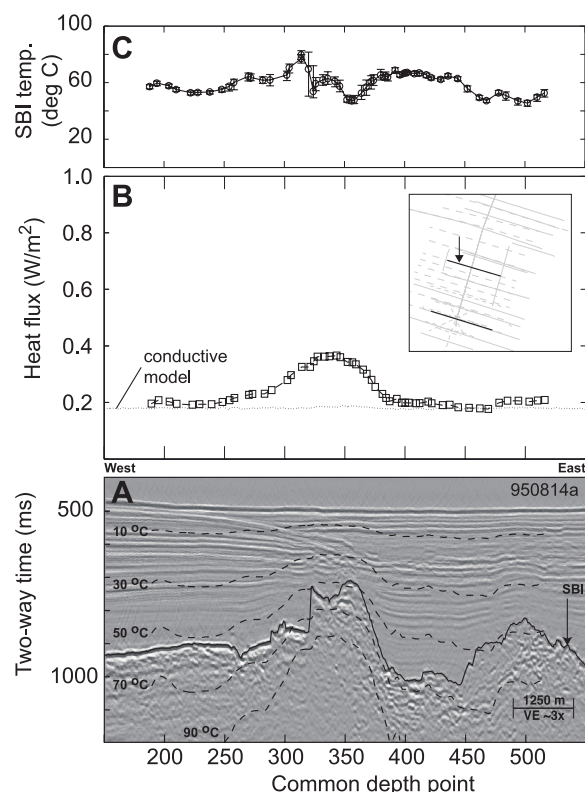 C
SBI temp.
(deg C)
100
60
20
B
Heat flux (W/m²)
1.0
0.8
0.6
0.4
0.2
conductive
model
West
East
A
950814a
Two-way time (ms)
500
1000
10 °C
30 °C
50 °C
70 °C
90 °C
SBI
1250 m
VE ~3x
200 250 300 350 400 450 500
Common depth point